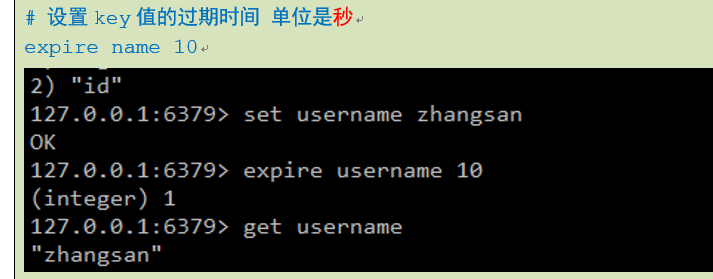 # 设置 key 值的过期时间 单位是秒
expire name 10
2) "id"
127.0.0.1:6379> set username zhangsan
OK
127.0.0.1:6379> expire username 10
(integer) 1
127.0.0.1:6379> get username
"zhangsan"